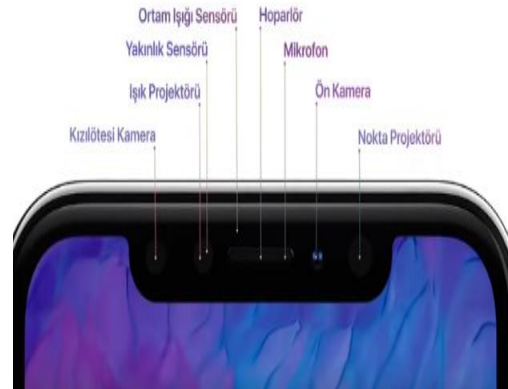 Ortam Işığı Sensörü
Hoparlör
Yakınlık Sensörü
Mikrofon
Işık Projektörü
Ön Kamera
Kızılötesi Kamera
Nokta Projektörü